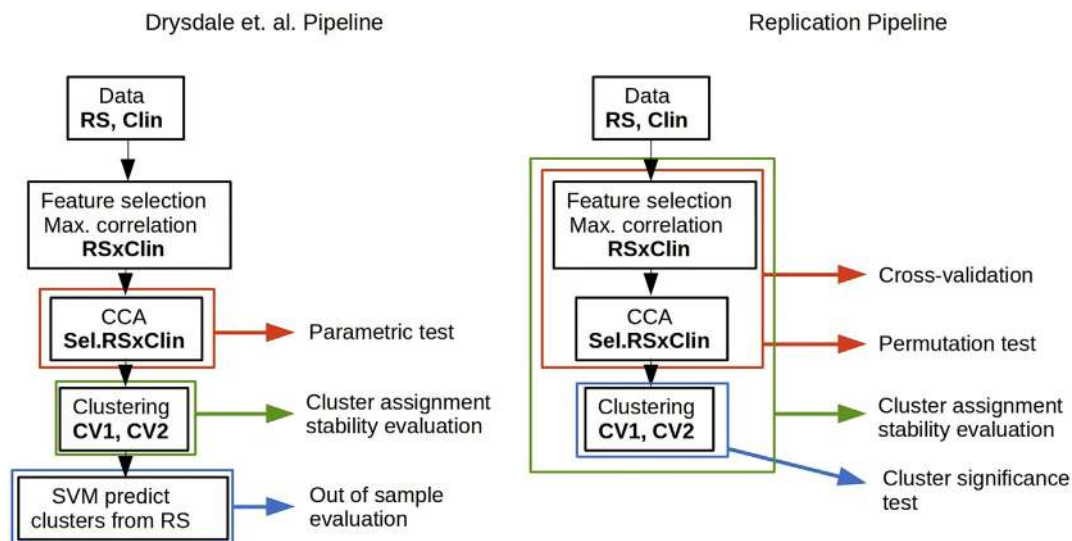 Drysdale et. al. Pipeline
Data
RS, Clin
Feature selection
Max. correlation
RSxClin
CCA
Sel.RSxClin
Parametric test
Clustering
CV1, CV2
Cluster assignment
stability evaluation
SVM predict
clusters from RS
Out of sample
evaluation
Replication Pipeline
Data
RS, Clin
Feature selection
Max. correlation
RSxClin
Cross-validation
CCA
Sel.RSxClin
Permutation test
Clustering
CV1, CV2
Cluster assignment
stability evaluation
Cluster significance
test